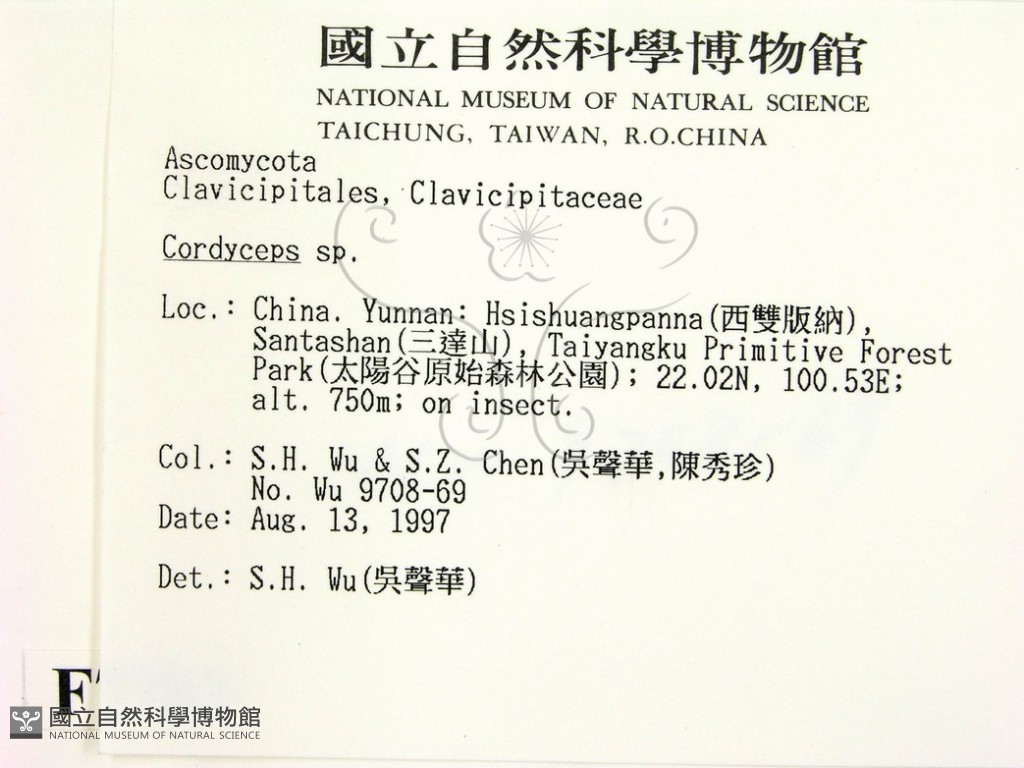 國立自然科學博物館
NATIONAL MUSEUM OF NATURAL SCIENCE
TAICHUNG, TAIWAN, R.O.CHINA
Ascomycota
Clavicipitales, Clavicipitaceae
Cordyceps sp.
Loc.: China. Yunnan: Hsishuangpanna(西雙版納),
Santashan(三達山), Taiyangku Primitive Forest
Park(太陽谷原始森林公園); 22.02N, 100.53E;
alt. 750m; on insect.
Col.: S.H. Wu & S.Z. Chen(吳聲華,陳秀珍)
No. Wu 9708-69
Date: Aug. 13, 1997
Det.: S.H. Wu(吳聲華)
國立自然科學博物館
NATIONAL MUSEUM OF NATURAL SCIENCE